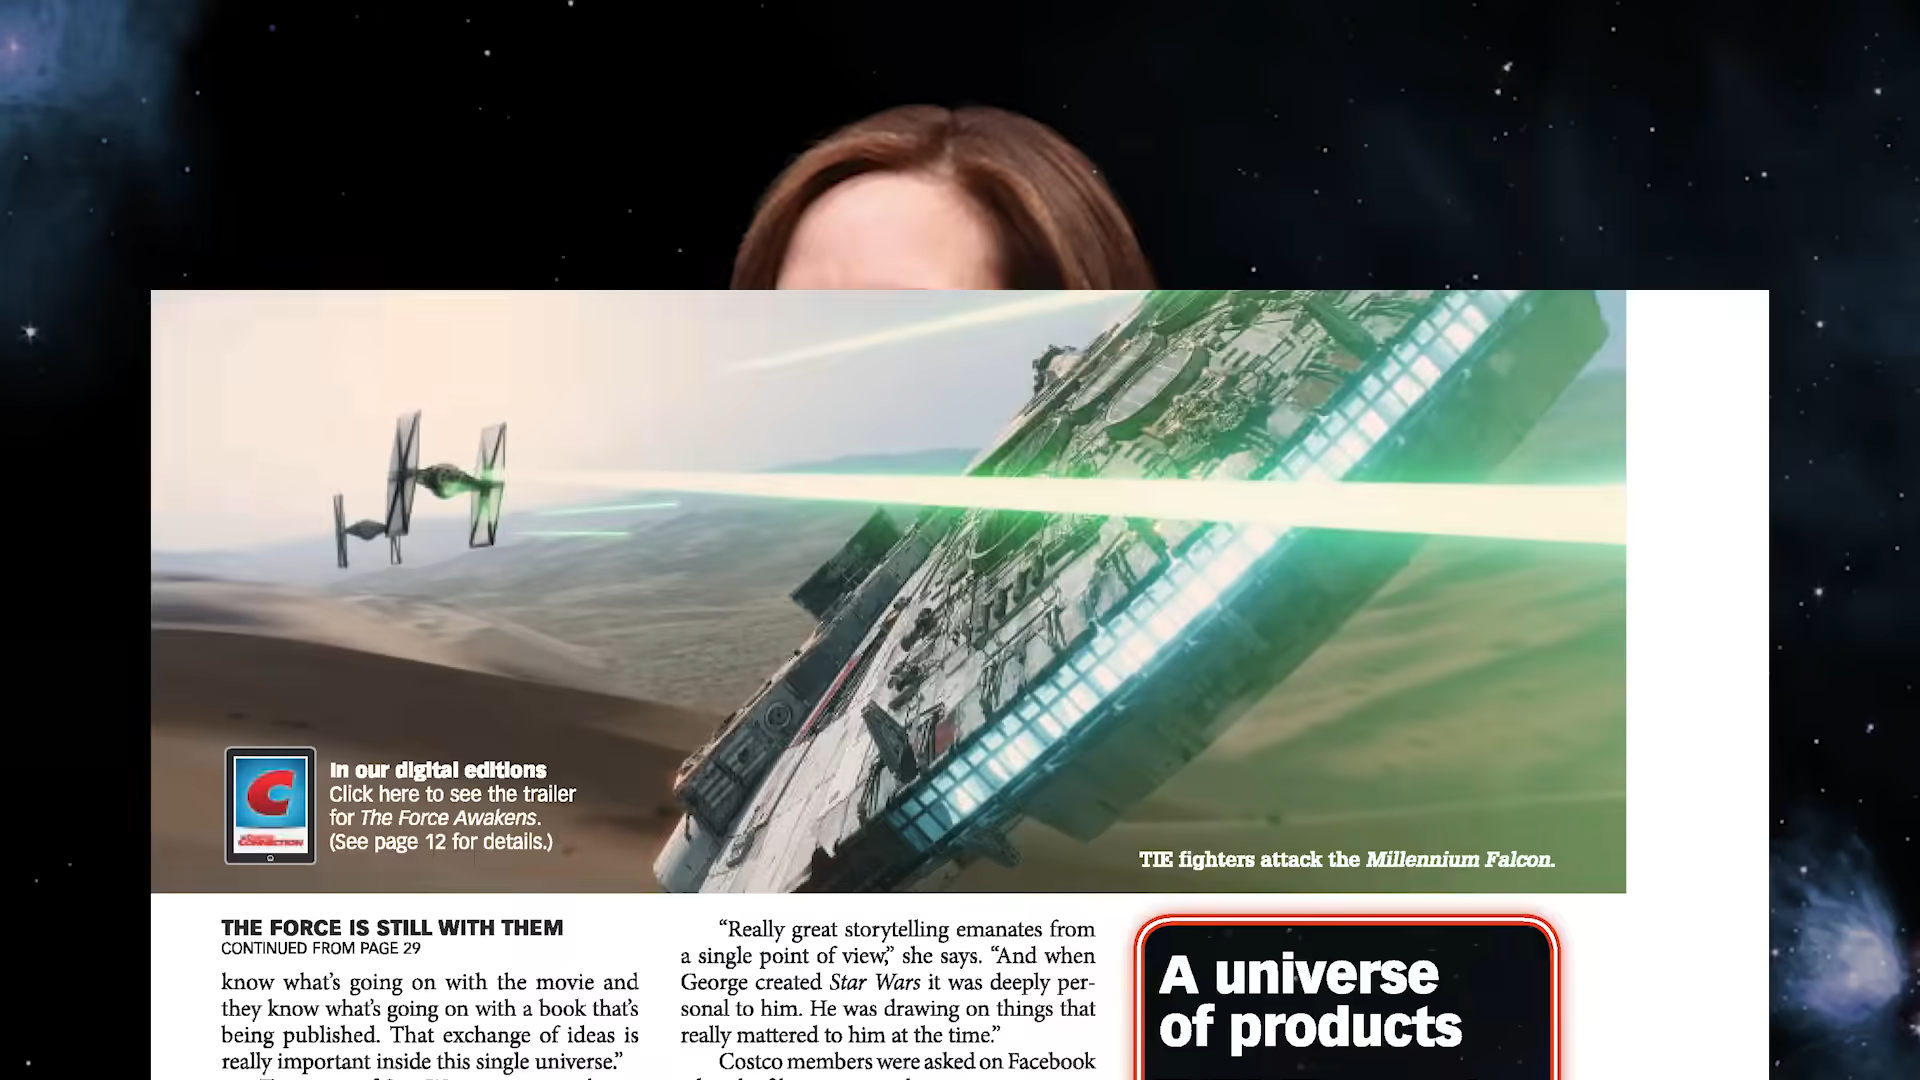 In our digital editions
Click here to see the trailer
for The Force Awakens.
(See page 12 for details.)
C
CONNECTION
TIE fighters attack the Millennium Falcon.
THE FORCE IS STILL WITH THEM
CONTINUED FROM PAGE 29
know what’s going on with the movie and
they know what’s going on with a book that’s
being published. That exchange of ideas is
really important inside this single universe.”
“Really great storytelling emanates from
a single point of view,” she says. “And when
George created Star Wars it was deeply per-
sonal to him. He was drawing on things that
really mattered to him at the time.”
Costco members were asked on Facebook
A universe
of products